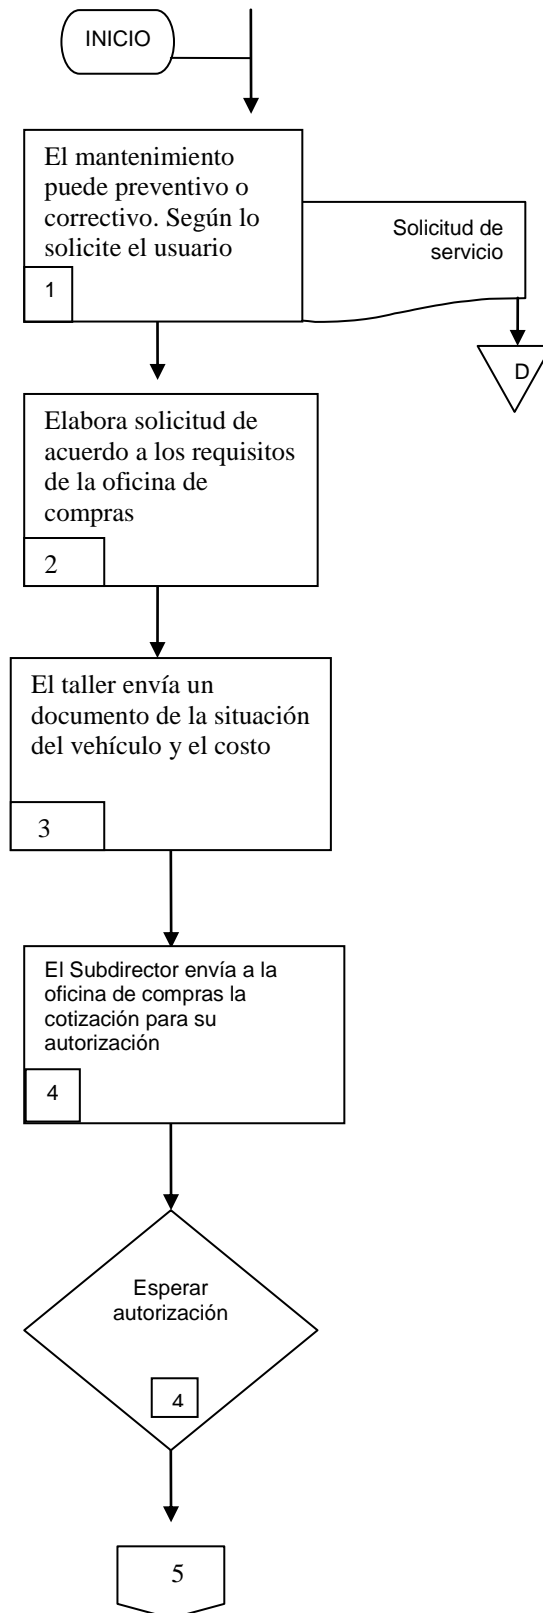 INICIO
El mantenimiento
puede preventivo o
correctivo. Según lo
solicite el usuario
1
Solicitud de
servicio
D
Elabora solicitud de
acuerdo a los requisitos
de la oficina de
compras
2
El taller envía un
documento de la situación
del vehículo y el costo
3
El Subdirector envía a la
oficina de compras la
cotización para su
autorización
4
Esperar
autorización
4
5